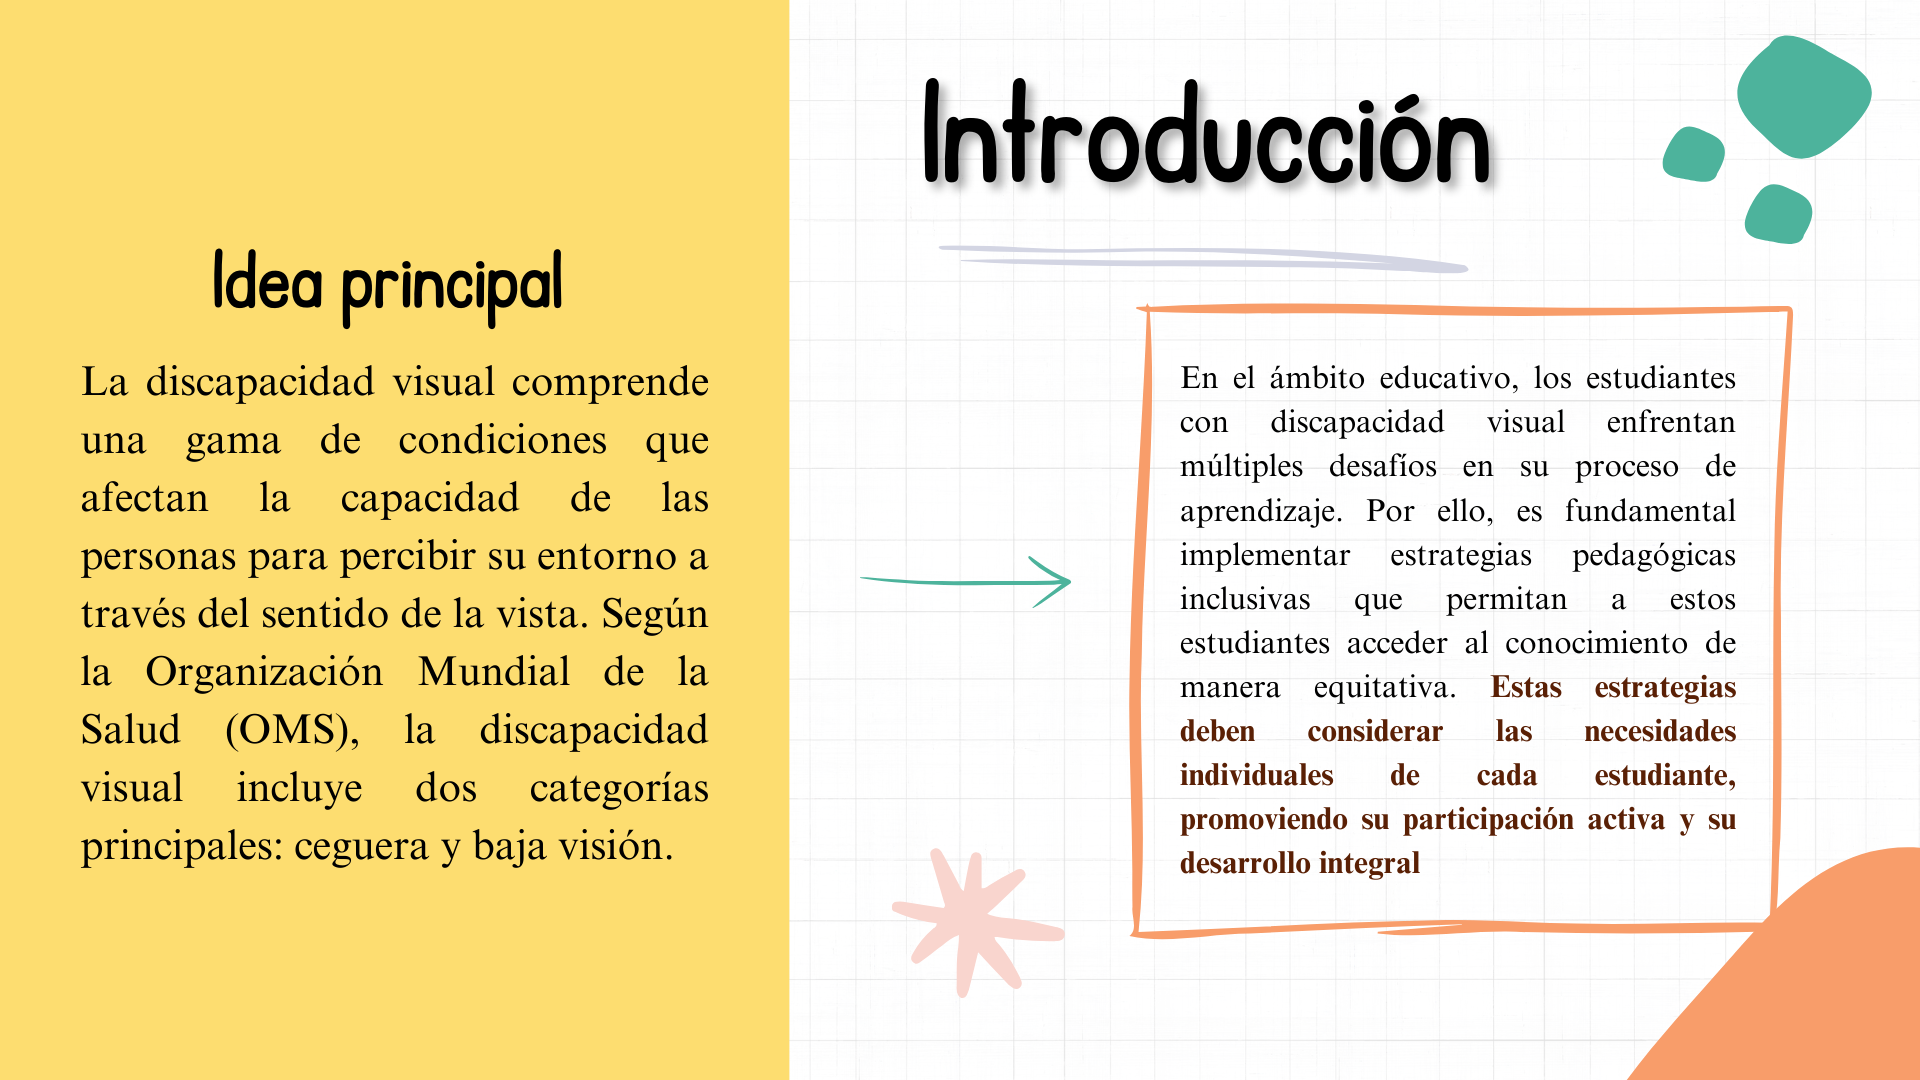 Introducción
Idea principal
La discapacidad visual comprende
una gama de condiciones que
afectan la capacidad de las
personas para percibir su entorno a
través del sentido de la vista. Según
la Organización Mundial de la
Salud (OMS), la discapacidad
visual incluye dos categorías
principales: ceguera y baja visión.
En el ámbito educativo, los estudiantes
con discapacidad visual enfrentan
múltiples desafíos en su proceso de
aprendizaje. Por ello, es fundamental
implementar estrategias pedagógicas
inclusivas que permitan a estos
estudiantes acceder al conocimiento de
manera equitativa. Estas estrategias
deben considerar las necesidades
individuales de cada estudiante,
promoviendo su participación activa y su
desarrollo integral